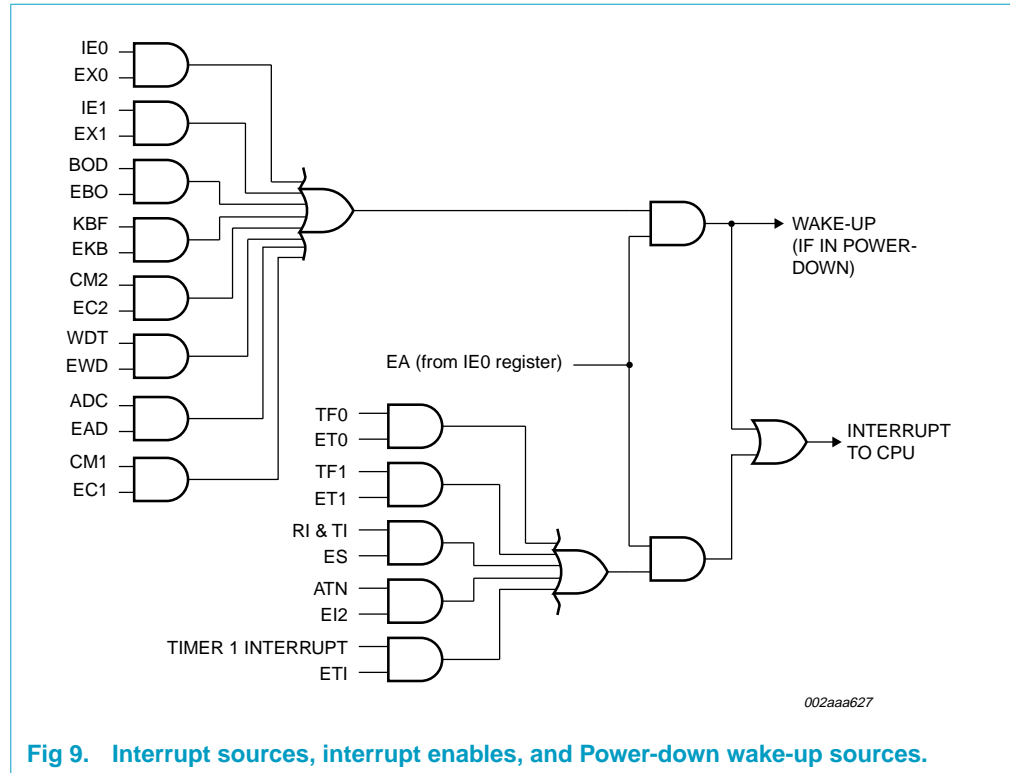 IE0
EX0
IE1
EX1
BOD
EBO
KBF
EKB
CM2
EC2
WDT
EWD
ADC
EAD
CM1
EC1
WAKE-UP
(IF IN POWER-
DOWN)
EA (from IE0 register)
TF0
ET0
TF1
ET1
RI & TI
ES
ATN
EI2
TIMER 1 INTERRUPT
ETI
INTERRUPT
TO CPU
002aaa627
Fig 9. Interrupt sources, interrupt enables, and Power-down wake-up sources.